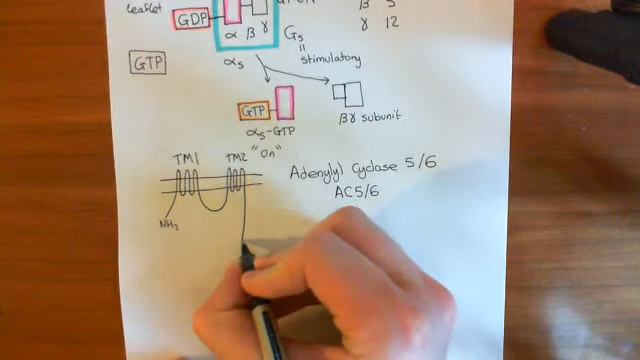 leaflet
GDP
α β γ
β 5
γ 12
Gs
=
stimulatory
GTP
αs
GTP
αs-GTP
"On"
βγ subunit
TM1 TM2
Adenylyl Cyclase 5/6
AC5/6
NH2